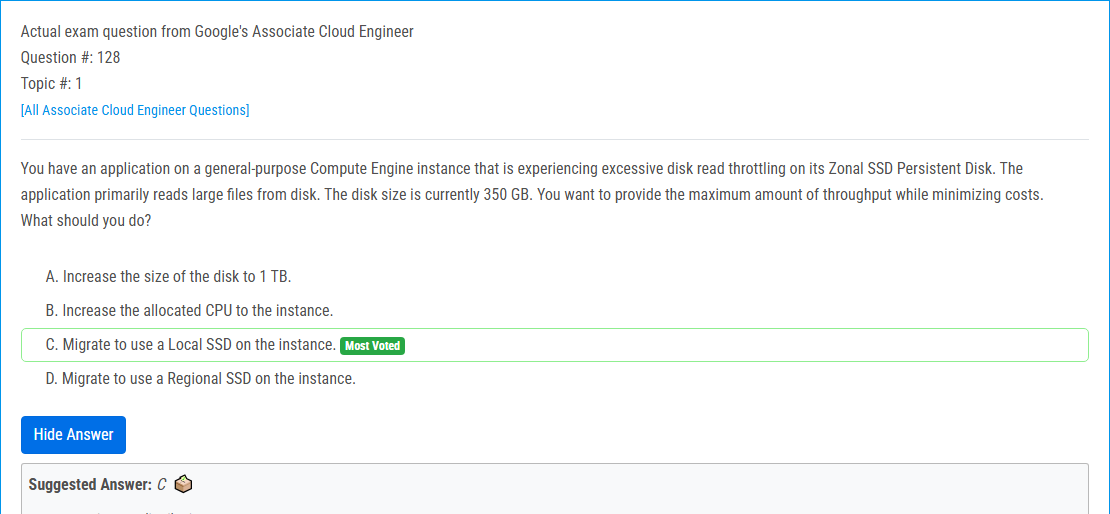 Actual exam question from Google's Associate Cloud Engineer
Question #: 128
Topic #: 1
[All Associate Cloud Engineer Questions]
You have an application on a general-purpose Compute Engine instance that is experiencing excessive disk read throttling on its Zonal SSD Persistent Disk. The
application primarily reads large files from disk. The disk size is currently 350 GB. You want to provide the maximum amount of throughput while minimizing costs.
What should you do?
A. Increase the size of the disk to 1 TB.
B. Increase the allocated CPU to the instance.
C. Migrate to use a Local SSD on the instance. Most Voted
D. Migrate to use a Regional SSD on the instance.
Hide Answer
Suggested Answer: C